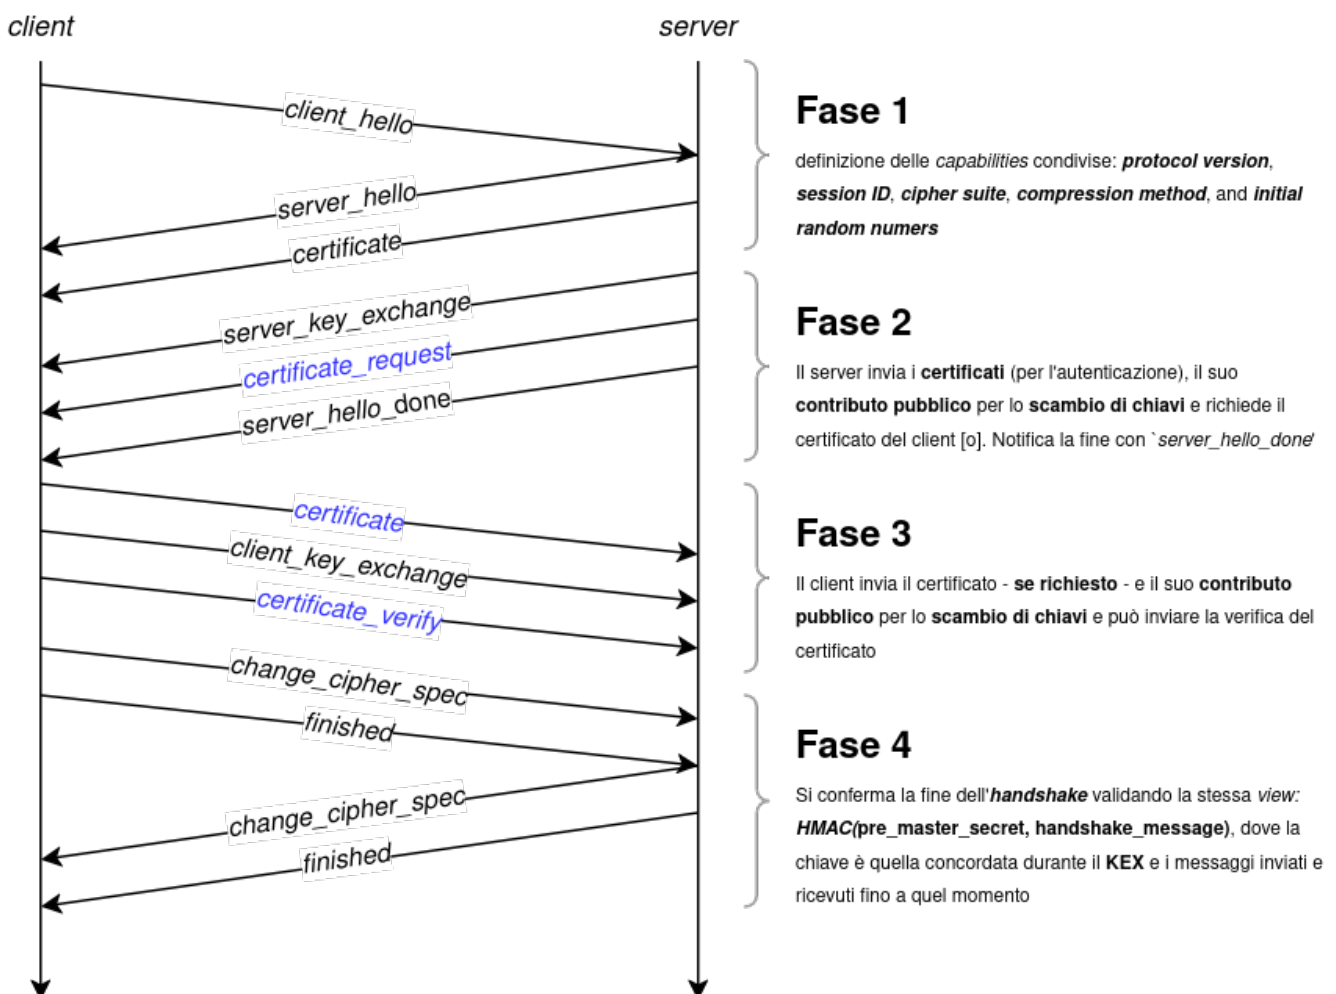 client
server
client_hello
server_hello
certificate
server_key_exchange
certificate_request
server_hello_done
certificate
client_key_exchange
certificate_verify
change_cipher_spec
finished
change_cipher_spec
finished
Fase 1
definizione delle capabilities condivise: protocol version,
session ID, cipher suite, compression method, and initial
random numers
Fase 2
Il server invia i certificati (per l'autenticazione), il suo
contributo pubblico per lo scambio di chiavi e richiede il
certificato del client [o]. Notifica la fine con `server_hello_done'
Fase 3
Il client invia il certificato - se richiesto - e il suo contributo
pubblico per lo scambio di chiavi e può inviare la verifica del
certificato
Fase 4
Si conferma la fine dell'handshake validando la stessa view:
HMAC(pre_master_secret, handshake_message), dove la
chiave è quella concordata durante il KEX e i messaggi inviati e
ricevuti fino a quel momento